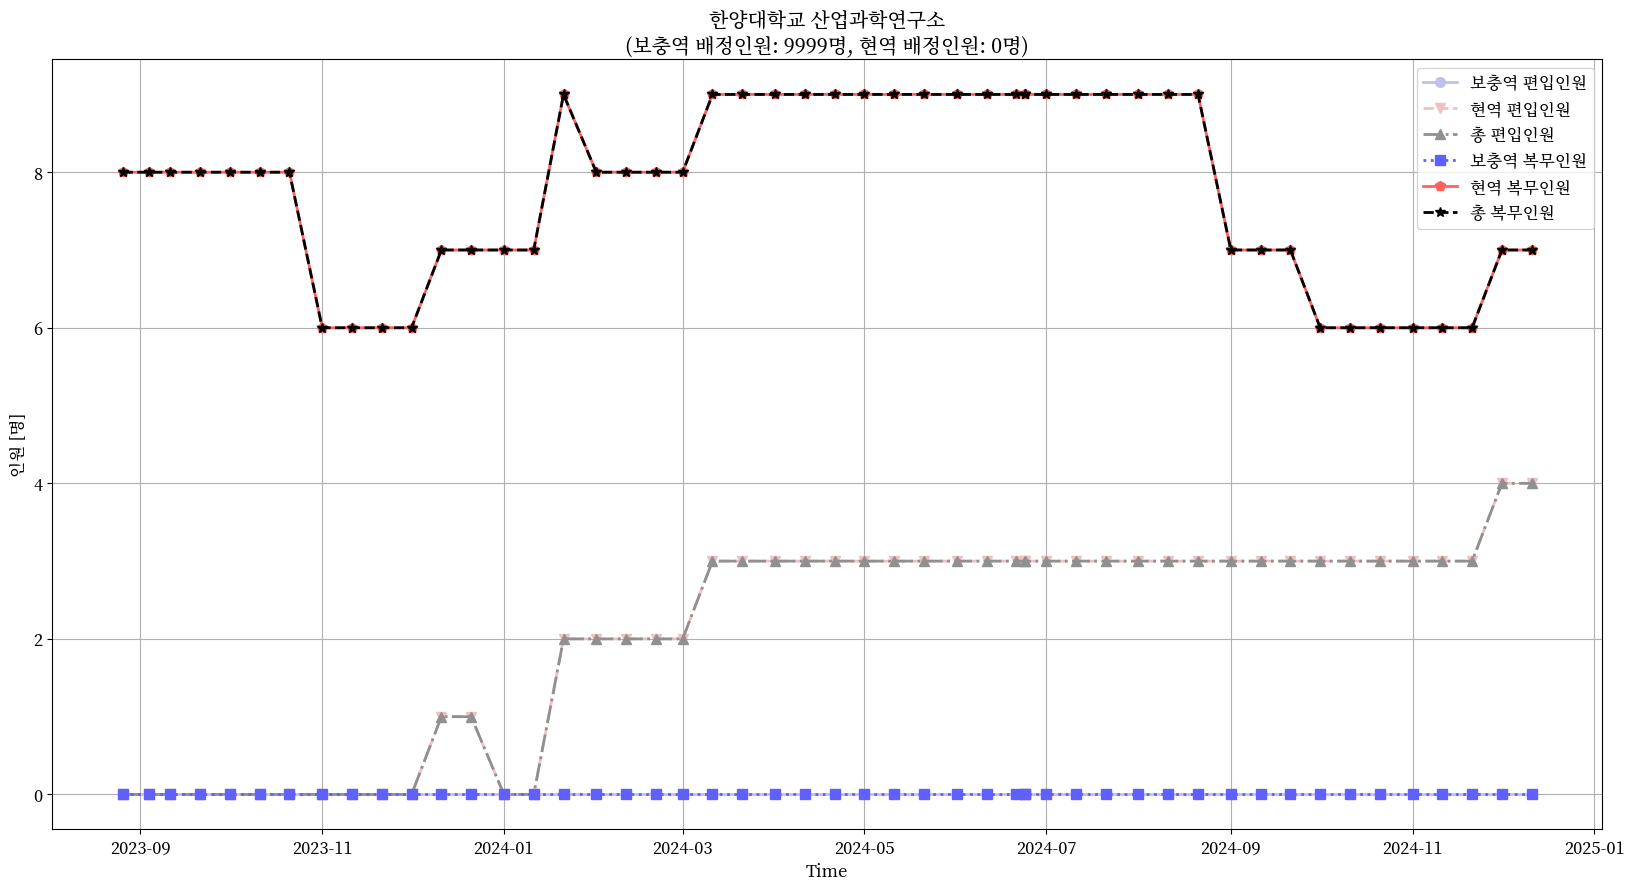 한양대학교 산업과학연구소
(보충역 배정인원: 9999명, 현역 배정인원: 0명)
보충역 편입인원
현역 편입인원
총 편입인원
보충역 복무인원
현역 복무인원
총 복무인원
인원 [명]
8
6
4
2
0
2023-09 2023-11 2024-01 2024-03 2024-05 2024-07 2024-09 2024-11 2025-01
Time